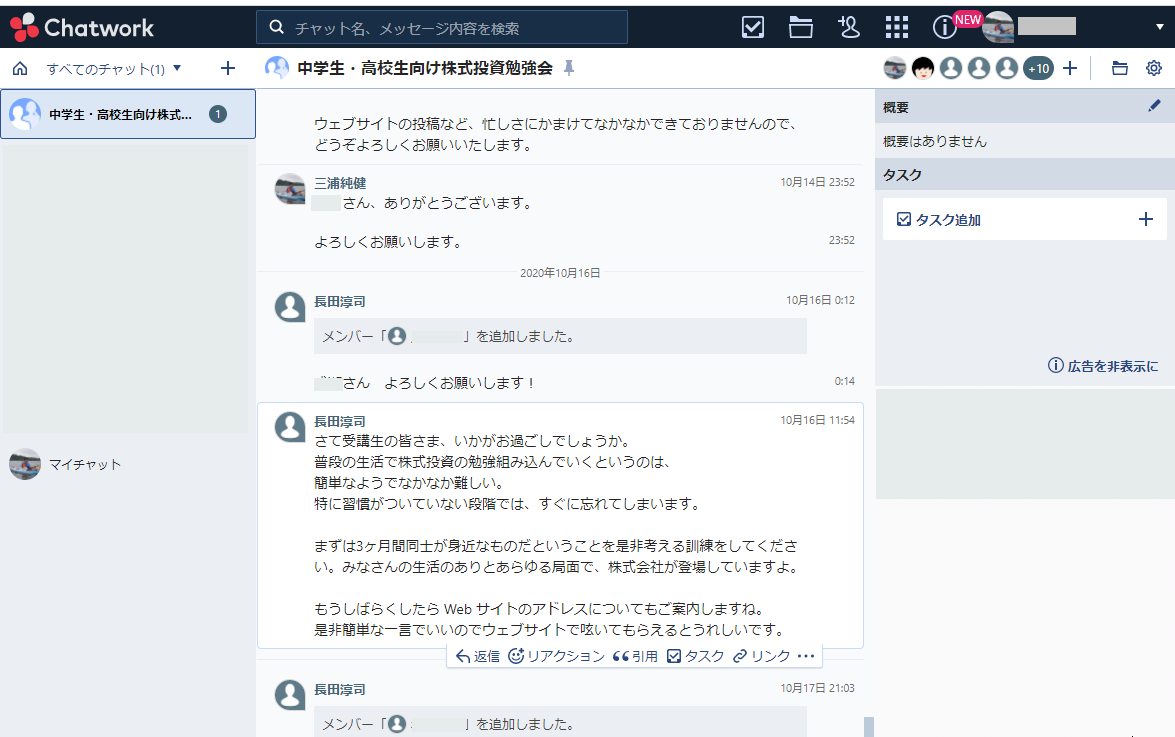 Chatwork
チャット名、メッセージ内容を検索
NEW
すべてのチャット(1)
中学生・高校生向け株式投資勉強会
+10
中学生・高校生向け株式... 1
マイチャット
ウェブサイトの投稿など、忙しさにかまけてなかなかできておりませんので、
どうぞよろしくお願いいたします。
三浦純健 10月14日 23:52
さん、ありがとうございます。
よろしくお願いします。 23:52
2020年10月16日
長田淳司 10月16日 0:12
メンバー「 」を追加しました。
さん　よろしくお願いします！ 0:14
長田淳司 10月16日 11:54
さて受講生の皆さま、いかがお過ごしでしょうか。
普段の生活で株式投資の勉強組み込んでいくというのは、
簡単なようでなかなか難しい。
特に習慣がついていない段階では、すぐに忘れてしまいます。
まずは3ヶ月間同士が身近なものだということを是非考える訓練をしてくださ
い。みなさんの生活のありとあらゆる局面で、株式会社が登場していますよ。
もうしばらくしたら Web サイトのアドレスについてもご案内しますね。
是非簡単な一言でいいのでウェブサイトで呟いてもらえるとうれしいです。
返信 リアクション 引用 タスク リンク ...
長田淳司 10月17日 21:03
メンバー「 」を追加しました。
概要
概要はありません
タスク
タスク追加
広告を非表示に